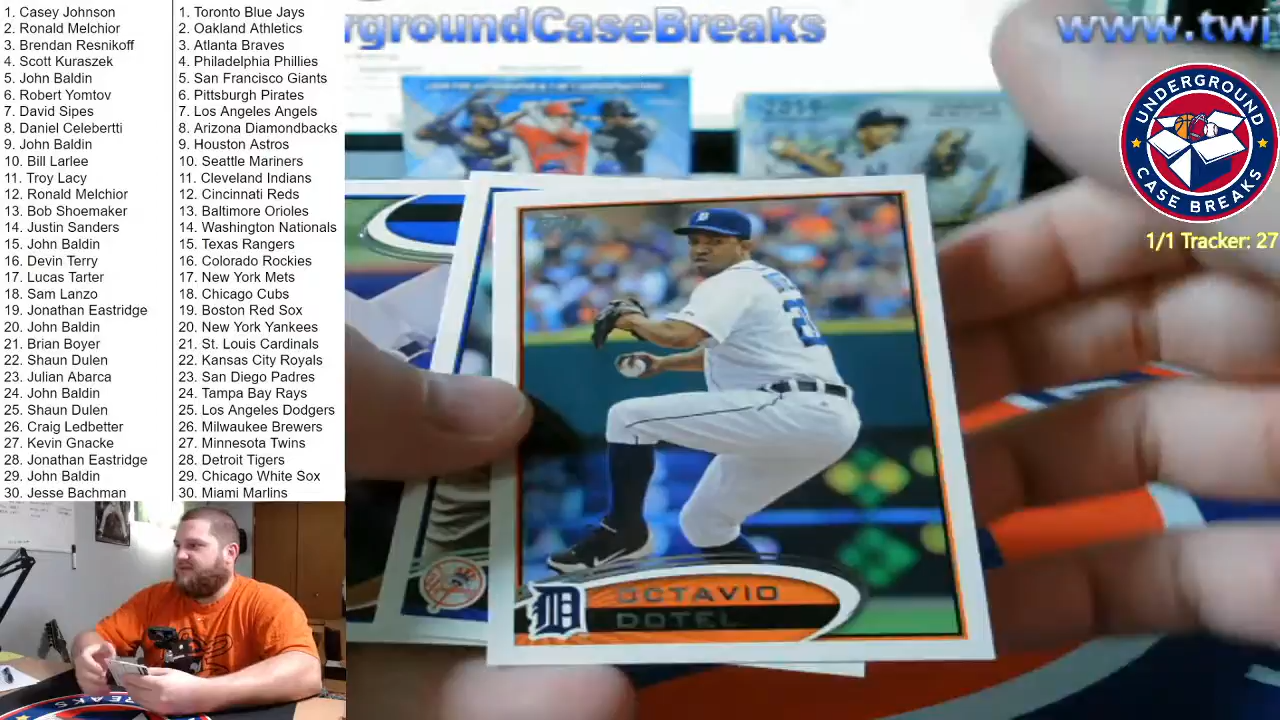 1. Casey Johnson
2. Ronald Melchior
3. Brendan Resnikoff
4. Scott Kuraszek
5. John Baldin
6. Robert Yomtov
7. David Sipes
8. Daniel Celebertti
9. John Baldin
10. Bill Larlee
11. Troy Lacy
12. Ronald Melchior
13. Bob Shoemaker
14. Justin Sanders
15. John Baldin
16. Devin Terry
17. Lucas Tarter
18. Sam Lanzo
19. Jonathan Eastridge
20. John Baldin
21. Brian Boyer
22. Shaun Dulen
23. Julian Abarca
24. John Baldin
25. Shaun Dulen
26. Craig Ledbetter
27. Kevin Gnacke
28. Jonathan Eastridge
29. John Baldin
30. Jesse Bachman
1. Toronto Blue Jays
2. Oakland Athletics
3. Atlanta Braves
4. Philadelphia Phillies
5. San Francisco Giants
6. Pittsburgh Pirates
7. Los Angeles Angels
8. Arizona Diamondbacks
9. Houston Astros
10. Seattle Mariners
11. Cleveland Indians
12. Cincinnati Reds
13. Baltimore Orioles
14. Washington Nationals
15. Texas Rangers
16. Colorado Rockies
17. New York Mets
18. Chicago Cubs
19. Boston Red Sox
20. New York Yankees
21. St. Louis Cardinals
22. Kansas City Royals
23. San Diego Padres
24. Tampa Bay Rays
25. Los Angeles Dodgers
26. Milwaukee Brewers
27. Minnesota Twins
28. Detroit Tigers
29. Chicago White Sox
30. Miami Marlins
rgroundCaseBreaks
www.twi
UNDERGROUND
CASE BREAKS
1/1 Tracker: 27
D
OCTAVIO
DOTEL